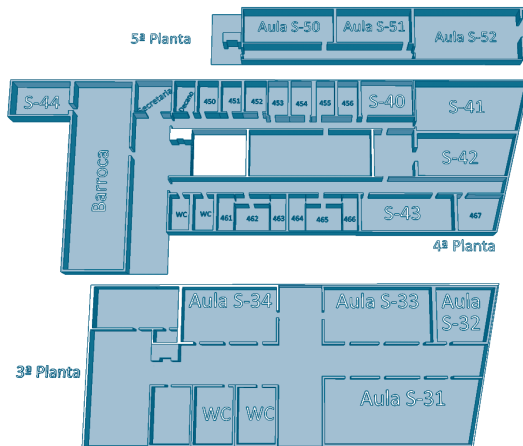 5ª Planta
Aula S-50
Aula S-51
Aula S-52
S-44
Secretaria
Decano
450
451
452
453
454
455
456
S-40
S-41
Barroca
S-42
WC
WC
461
462
463
464
465
466
S-43
467
4ª Planta
Aula S-34
Aula S-33
Aula
S-32
3ª Planta
WC
WC
Aula S-31